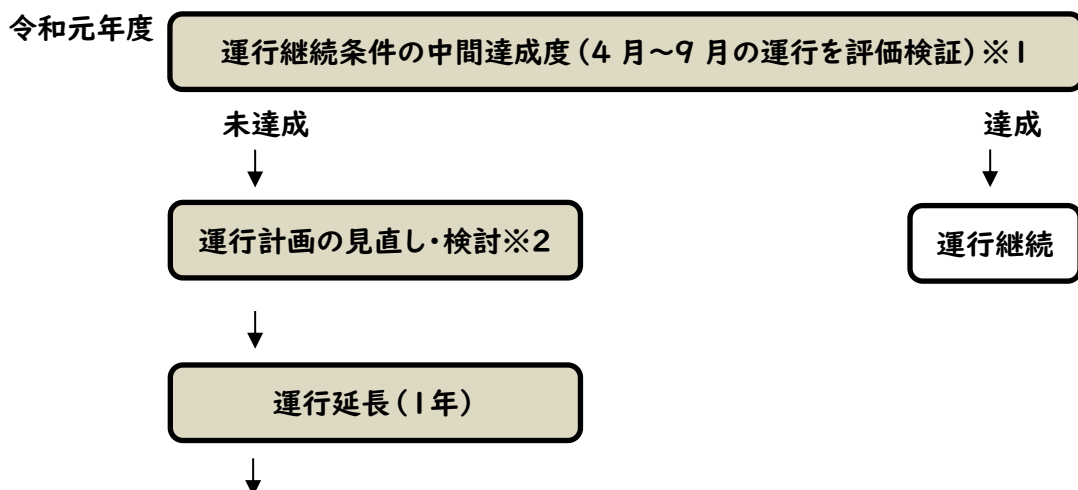 令和元年度
運行継続条件の中間達成度(4 月~9 月の運行を評価検証)※1
未達成
達成
運行計画の見直し・検討※2
運行継続
運行延長(1年)